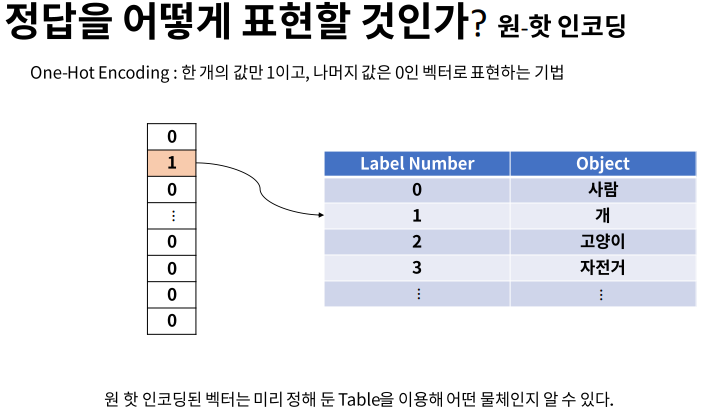 정답을 어떻게 표현할 것인가? 원-핫 인코딩
One-Hot Encoding : 한 개의 값만 1이고, 나머지 값은 0인 벡터로 표현하는 기법
0
1
0
⋮
0
0
0
0
Label Number Object
0 사람
1 개
2 고양이
3 자전거
⋮ ⋮
원 핫 인코딩된 벡터는 미리 정해 둔 Table을 이용해 어떤 물체인지 알 수 있다.